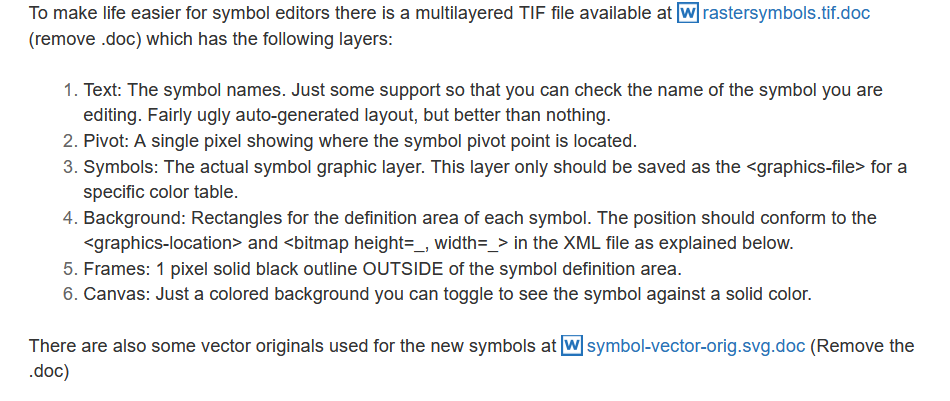 To make life easier for symbol editors there is a multilayered TIF file available at W rastersymbols.tif.doc
(remove .doc) which has the following layers:
1. Text: The symbol names. Just some support so that you can check the name of the symbol you are
editing. Fairly ugly auto-generated layout, but better than nothing.
2. Pivot: A single pixel showing where the symbol pivot point is located.
3. Symbols: The actual symbol graphic layer. This layer only should be saved as the <graphics-file> for a
specific color table.
4. Background: Rectangles for the definition area of each symbol. The position should conform to the
<graphics-location> and <bitmap height=_, width=_> in the XML file as explained below.
5. Frames: 1 pixel solid black outline OUTSIDE of the symbol definition area.
6. Canvas: Just a colored background you can toggle to see the symbol against a solid color.
There are also some vector originals used for the new symbols at W symbol-vector-orig.svg.doc (Remove the
.doc)